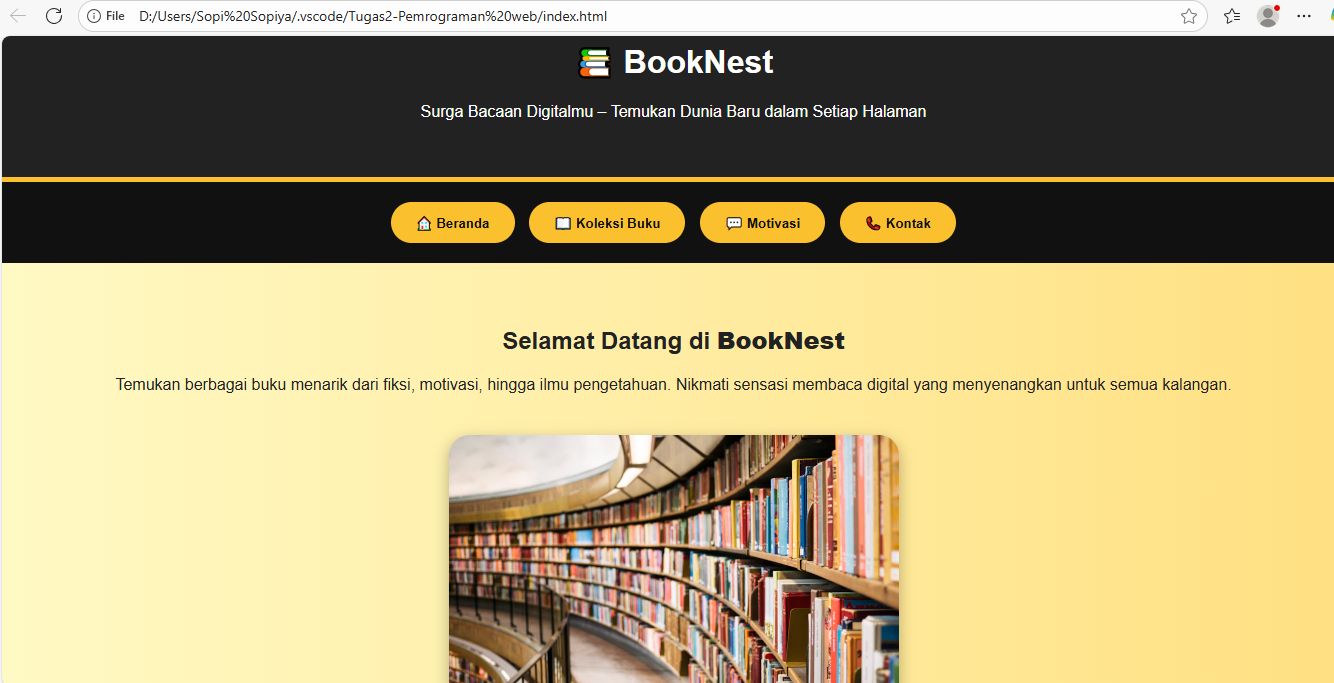 File D:/Users/Sopi%20Sopiya/.vscode/Tugas2-Pemrograman%20web/index.html
📚 BookNest
Surga Bacaan Digitalmu – Temukan Dunia Baru dalam Setiap Halaman
🏠 Beranda 📖 Koleksi Buku 💬 Motivasi 📞 Kontak
Selamat Datang di BookNest
Temukan berbagai buku menarik dari fiksi, motivasi, hingga ilmu pengetahuan. Nikmati sensasi membaca digital yang menyenangkan untuk semua kalangan.